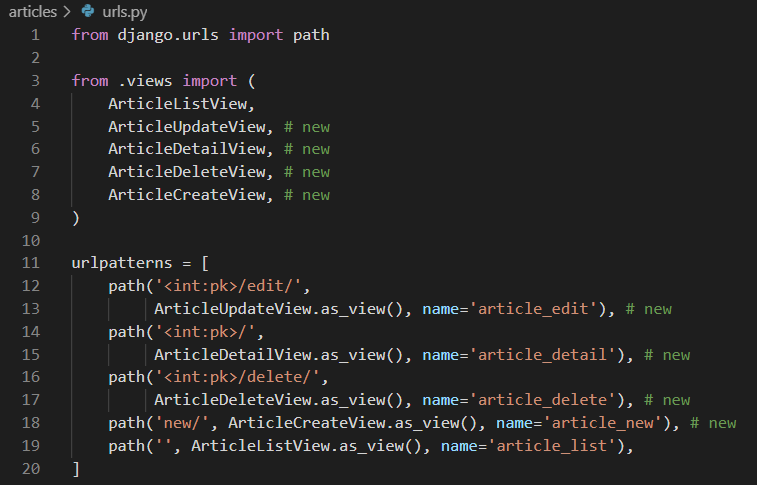 articles > urls.py
1 from django.urls import path
2
3 from .views import (
4     ArticleListView,
5     ArticleUpdateView, # new
6     ArticleDetailView, # new
7     ArticleDeleteView, # new
8     ArticleCreateView, # new
9 )
10
11 urlpatterns = [
12     path('<int:pk>/edit/',
13          ArticleUpdateView.as_view(), name='article_edit'), # new
14     path('<int:pk>/',
15          ArticleDetailView.as_view(), name='article_detail'), # new
16     path('<int:pk>/delete/',
17          ArticleDeleteView.as_view(), name='article_delete'), # new
18     path('new/', ArticleCreateView.as_view(), name='article_new'), # new
19     path('', ArticleListView.as_view(), name='article_list'),
20 ]